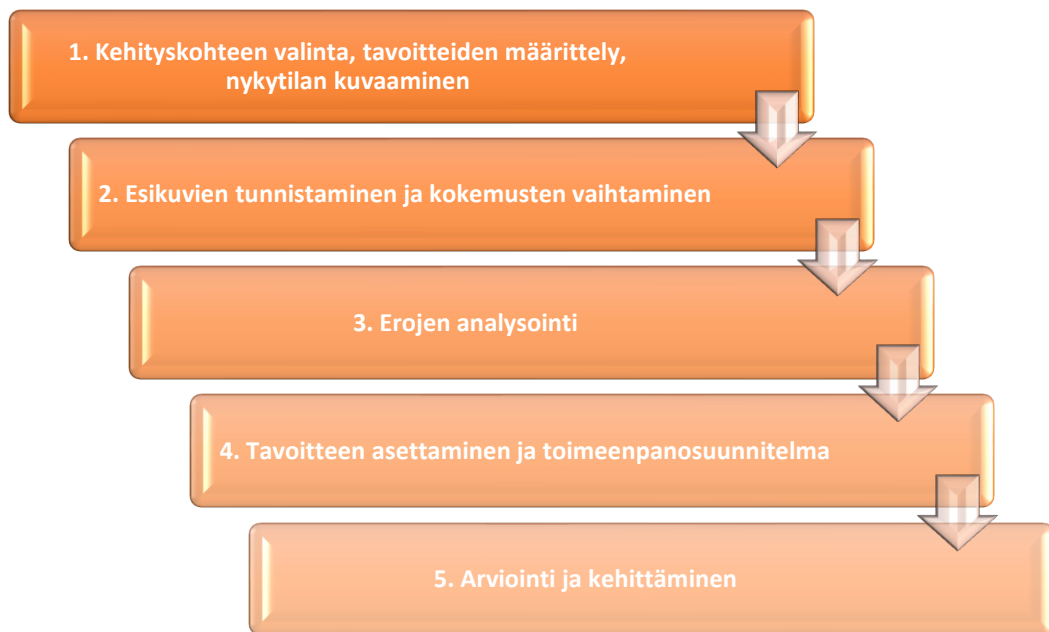 1. Kehityskohteen valinta, tavoitteiden määrittely,
nykytilan kuvaaminen
2. Esikuvien tunnistaminen ja kokemusten vaihtaminen
3. Erojen analysointi
4. Tavoitteen asettaminen ja toimeenpanosuunnitelma
5. Arviointi ja kehittäminen